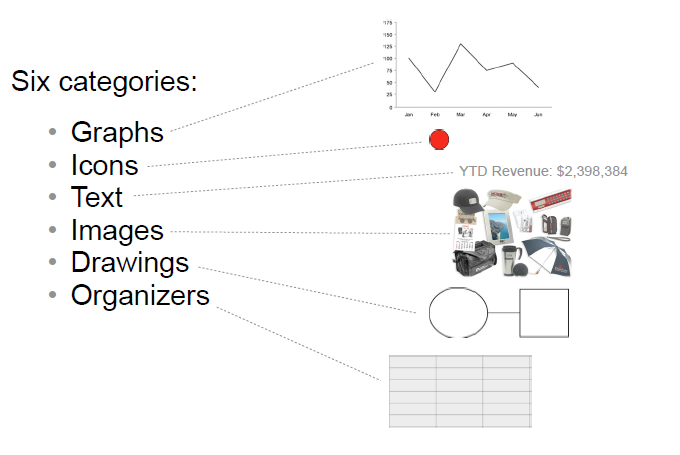 Six categories:
• Graphs
• Icons
• Text
• Images
• Drawings
• Organizers
175
150
125
100
75
50
25
0
Jan Feb Mar Apr May Jun
YTD Revenue: $2,398,384